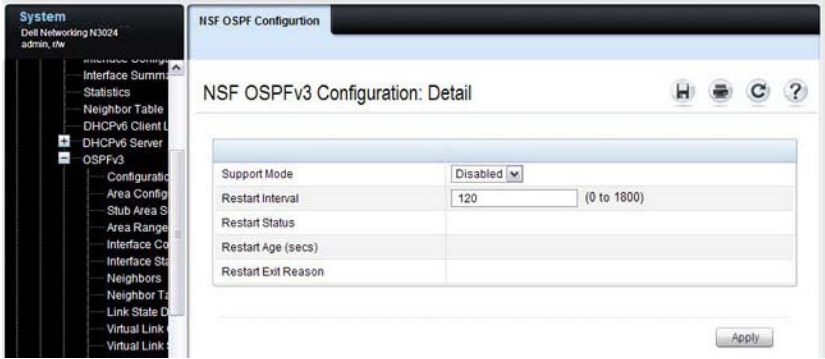 System
Dell Networking N3024
admin, r/w
Interface Summa
Statistics
Neighbor Table
DHCPv6 Client L
DHCPv6 Server
OSPFv3
Configuratio
Area Config
Stub Area S
Area Range
Interface Co
Interface Sta
Neighbors
Neighbor Ta
Link State D
Virtual Link
Virtual Link
NSF OSPF Configurtion
NSF OSPFv3 Configuration: Detail
Support Mode Disabled
Restart Interval 120 (0 to 1800)
Restart Status
Restart Age (secs)
Restart Exit Reason
Apply